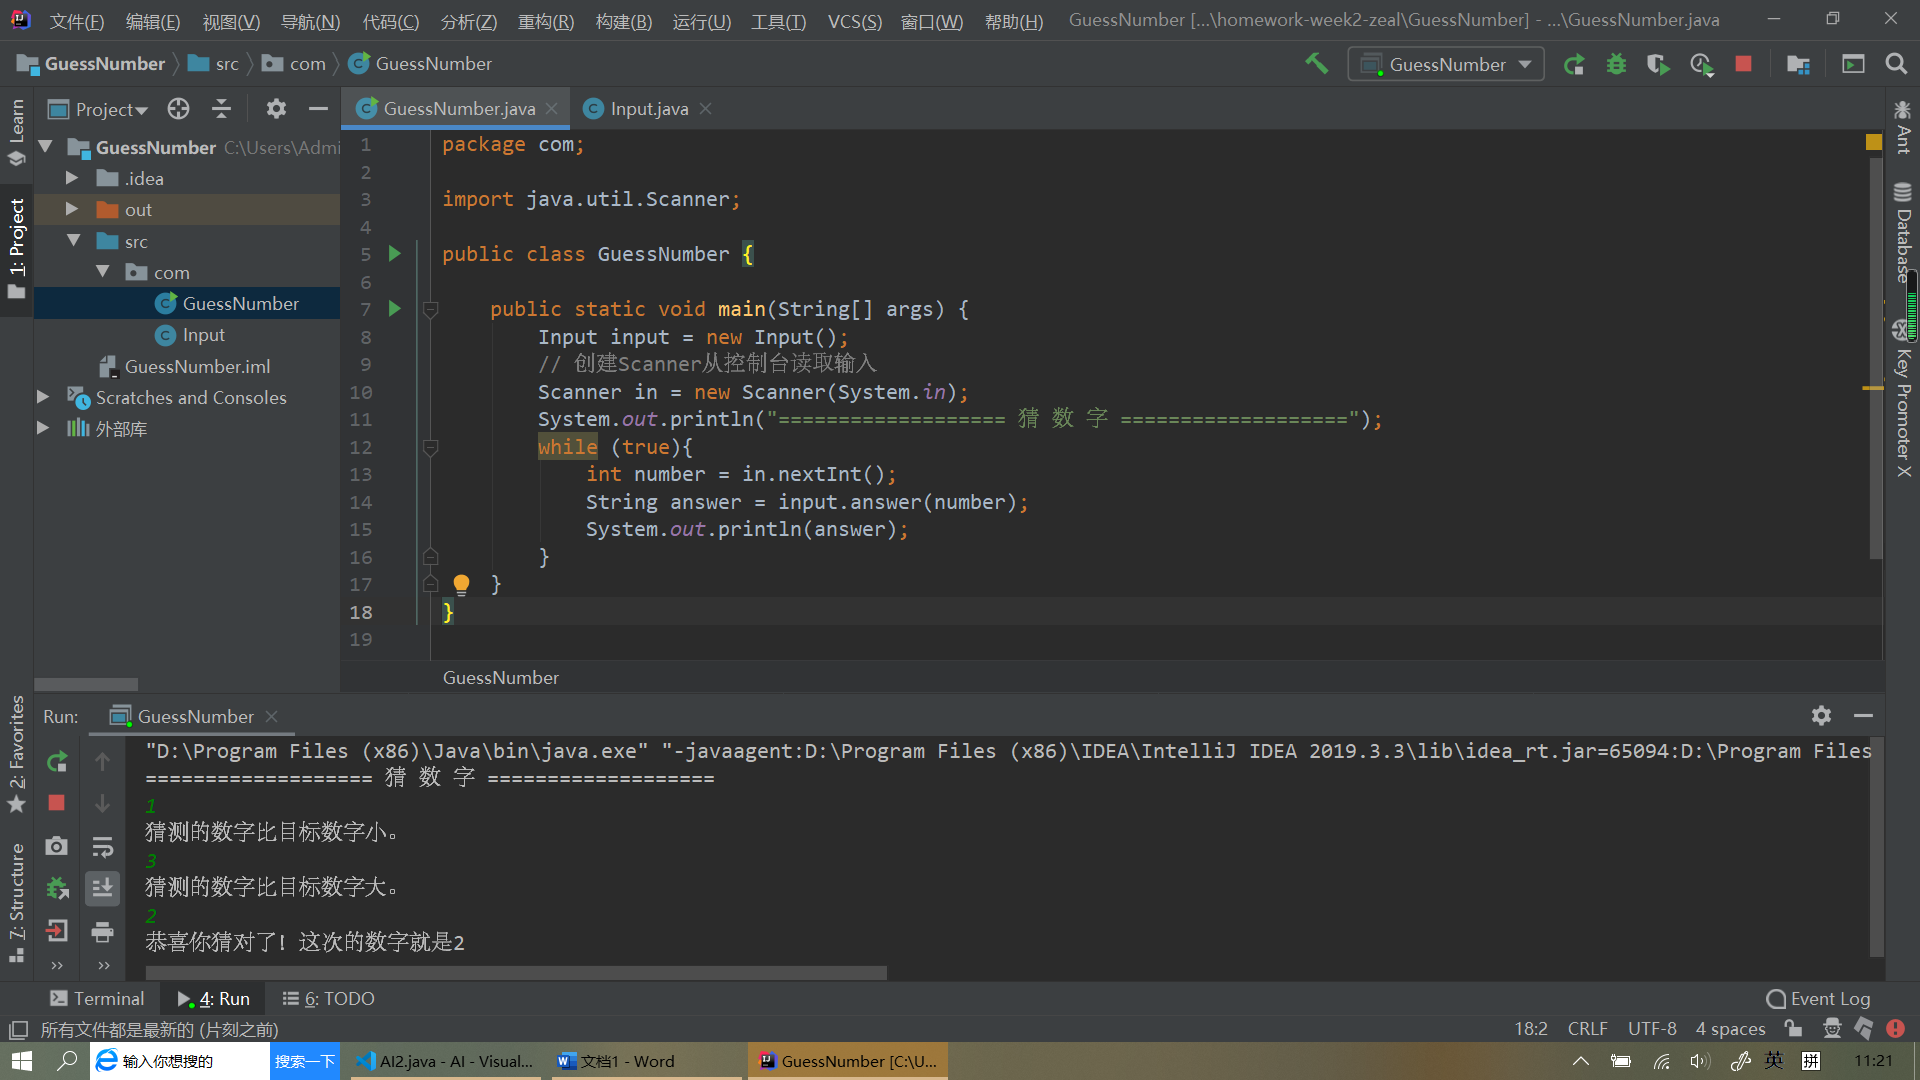 文件(F) 编辑(E) 视图(V) 导航(N) 代码(C) 分析(Z) 重构(R) 构建(B) 运行(U) 工具(T) VCS(S) 窗口(W) 帮助(H) GuessNumber [...\homework-week2-zeal\GuessNumber] - ...\GuessNumber.java
GuessNumber src com GuessNumber
GuessNumber
Learn
1: Project
Project
GuessNumber C:\Users\Admi
.idea
out
src
com
GuessNumber
Input
GuessNumber.iml
Scratches and Consoles
外部库
GuessNumber.java Input.java
1 package com;
2
3 import java.util.Scanner;
4
5 public class GuessNumber {
6
7 public static void main(String[] args) {
8 Input input = new Input();
9 // 创建Scanner从控制台读取输入
10 Scanner in = new Scanner(System.in);
11 System.out.println("=================== 猜 数 字 ===================");
12 while (true){
13 int number = in.nextInt();
14 String answer = input.answer(number);
15 System.out.println(answer);
16 }
17 }
18 }
19
GuessNumber
Ant
Database
Key Promoter X
2: Favorites
7: Structure
Run: GuessNumber
"D:\Program Files (x86)\Java\bin\java.exe" "-javaagent:D:\Program Files (x86)\IDEA\IntelliJ IDEA 2019.3.3\lib\idea_rt.jar=65094:D:\Program Files
=================== 猜 数 字 ===================
1
猜测的数字比目标数字小。
3
猜测的数字比目标数字大。
2
恭喜你猜对了! 这次的数字就是2
Terminal 4: Run 6: TODO Event Log
所有文件都是最新的 (片刻之前) 18:2 CRLF UTF-8 4 spaces
输入你想搜的 搜索一下 AI2.java - AI - Visual... 文档1 - Word GuessNumber [C:\U... 英 拼 11:21